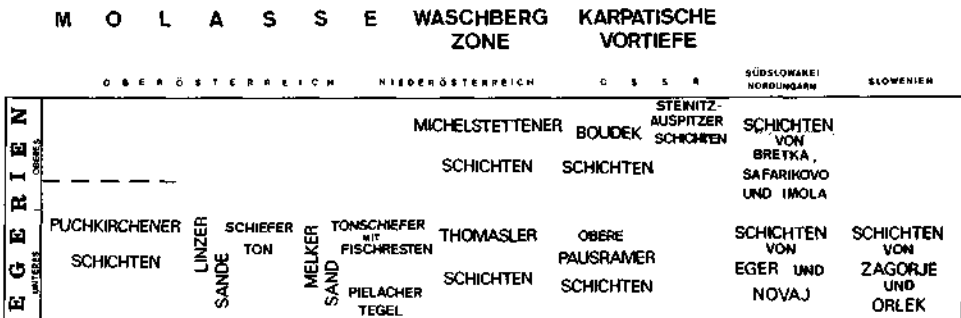 MOLASSE WASCHBERG KARPATISCHE
ZONE VORTIEFE
OBERÖSTERREICH NIEDERÖSTERREICH ČSSR SÜDSLOWAKEI NORDUNGARN SLOWENIEN
EGERIEN
OBERES
MICHELSTETTENER
SCHICHTEN
BOUDEK
SCHICHTEN
STEINITZ-
AUSPITZER
SCHICHTEN
SCHICHTEN
VON
BRETKA,
SAFARIKOVO
UND IMOLA
UNTERES
PUCHKIRCHENER
SCHICHTEN
LINZER
SANDE
SCHIEFER
TON
MELKER
SAND
TONSCHIEFER
MIT
FISCHRESTEN
PIELACHER
TEGEL
THOMASLER
SCHICHTEN
OBERE
PAUSRAMER
SCHICHTEN
SCHICHTEN
VON
EGER UND
NOVAJ
SCHICHTEN
VON
ZAGORJE
UND
ORLEK